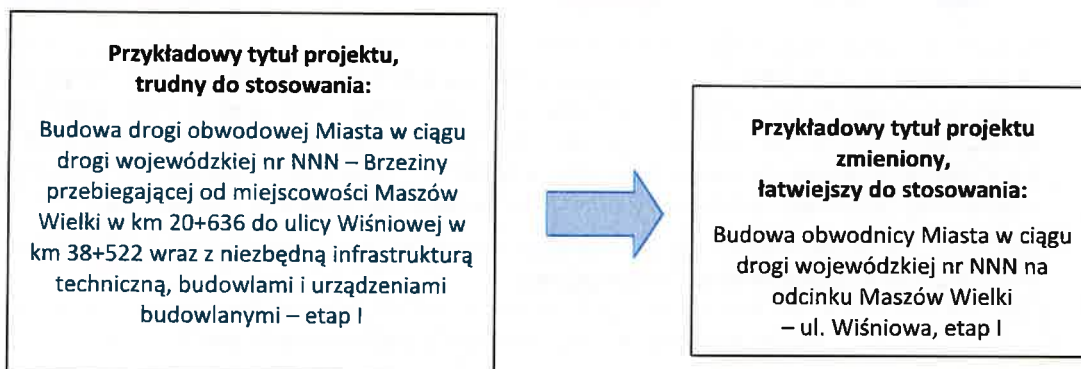 Przykładowy tytuł projektu,
trudny do stosowania:
Budowa drogi obwodowej Miasta w ciągu
drogi wojewódzkiej nr NNN – Brzeziny
przebiegającej od miejscowości Maszów
Wielki w km 20+636 do ulicy Wiśniowej w
km 38+522 wraz z niezbędną infrastrukturą
techniczną, budowlami i urządzeniami
budowlanymi – etap I
Przykładowy tytuł projektu
zmieniony,
łatwiejszy do stosowania:
Budowa obwodnicy Miasta w ciągu
drogi wojewódzkiej nr NNN na
odcinku Maszów Wielki
– ul. Wiśniowa, etap I